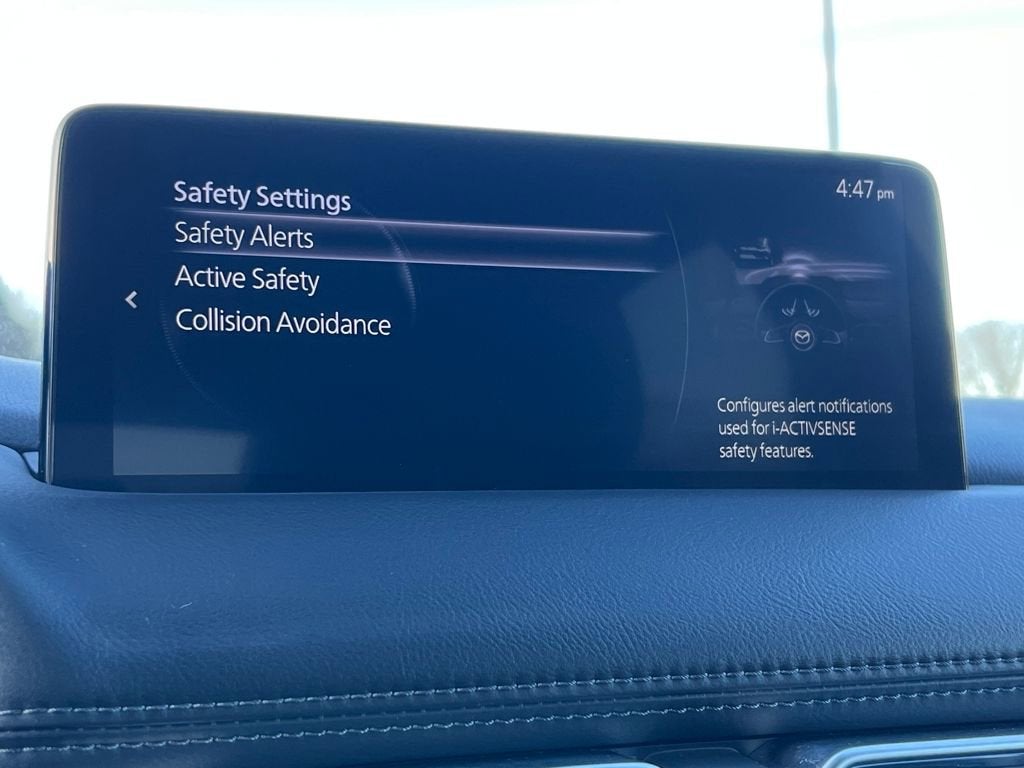 Safety Settings
4:47 pm
Safety Alerts
Active Safety
Collision Avoidance
Configures alert notifications
used for i-ACTIVSENSE
safety features.